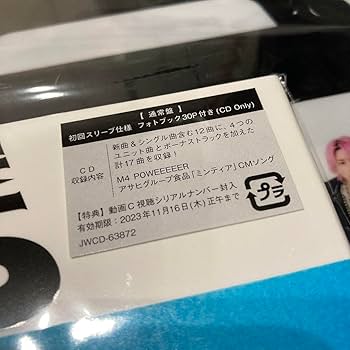 【 通常盤 】
初回スリーブ仕様 フォトブック30P付き(CD Only)
CD
収録内容
新曲&シングル曲含む12曲に、4つの
ユニット曲とボーナストラックを加えた
計17曲を収録!
M4 POWEEEEER
アサヒグループ食品「ミンティア」CMソング
【特典】動画C 視聴シリアルナンバー封入
有効期限:2023年11月16日(木)正午まで
JWCD-63872
プラ